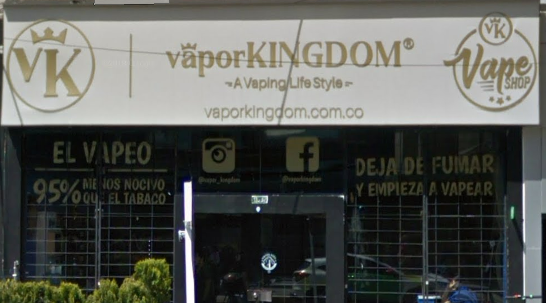 VK
vaporKINGDOM®
A Vaping Life Style
vaporkingdom.com.co
VK
Vape
SHOP
EL VAPEO
95% MENOS NOCIVO
QUE EL TABACO
DEJA DE FUMAR
Y EMPIEZA A VAPEAR